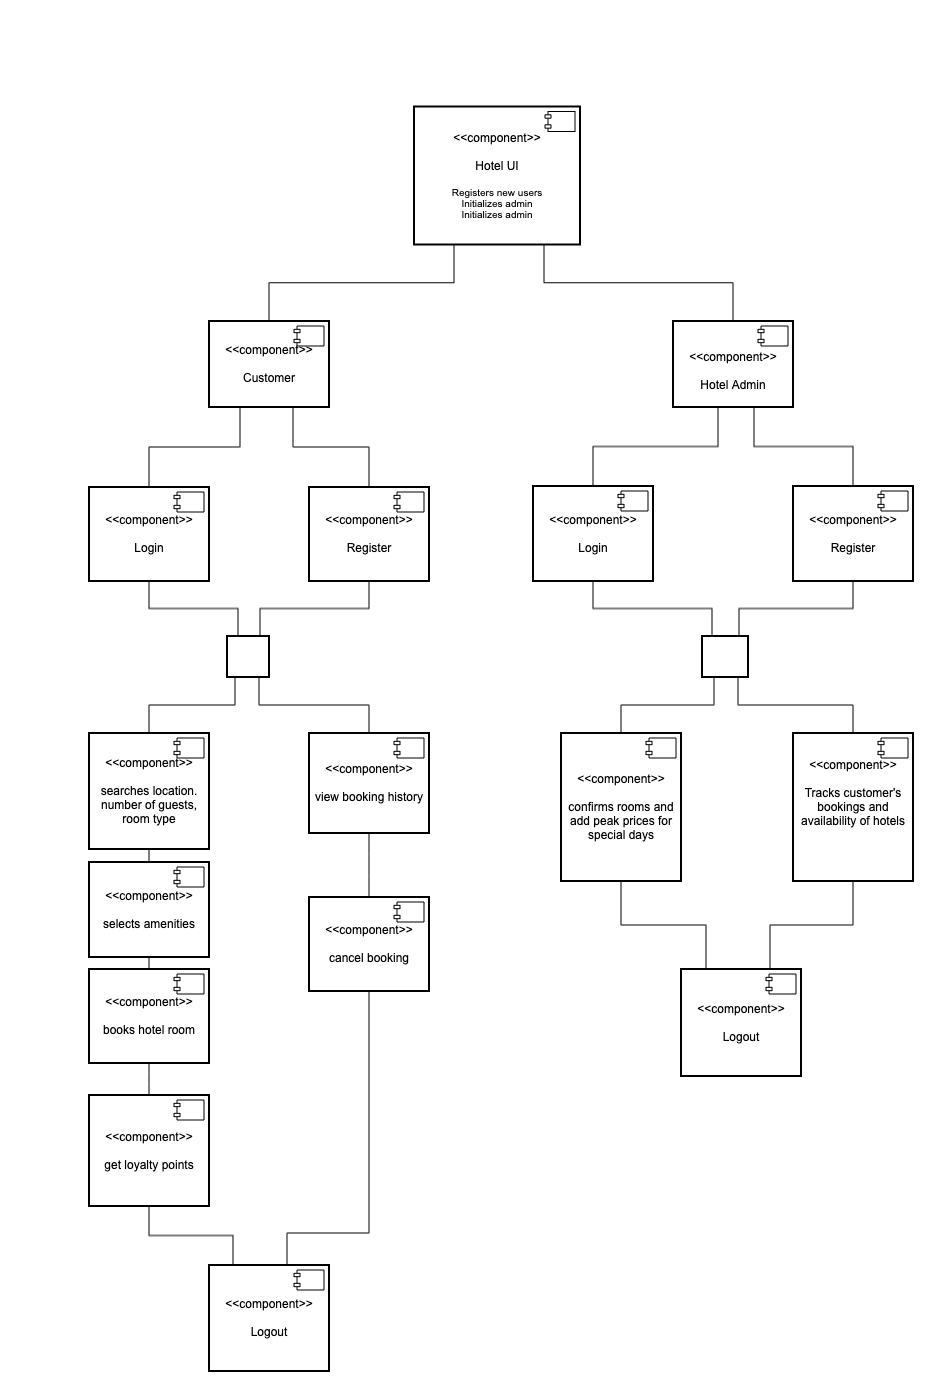 <<component>>
Hotel UI
Registers new users
Initializes admin
Initializes admin
<<component>>
Customer
<<component>>
Hotel Admin
<<component>>
Login
<<component>>
Register
<<component>>
Login
<<component>>
Register
<<component>>
searches location.
number of guests,
room type
<<component>>
view booking history
<<component>>
confirms rooms and
add peak prices for
special days
<<component>>
Tracks customer's
bookings and
availability of hotels
<<component>>
selects amenities
<<component>>
cancel booking
<<component>>
books hotel room
<<component>>
Logout
<<component>>
get loyalty points
<<component>>
Logout